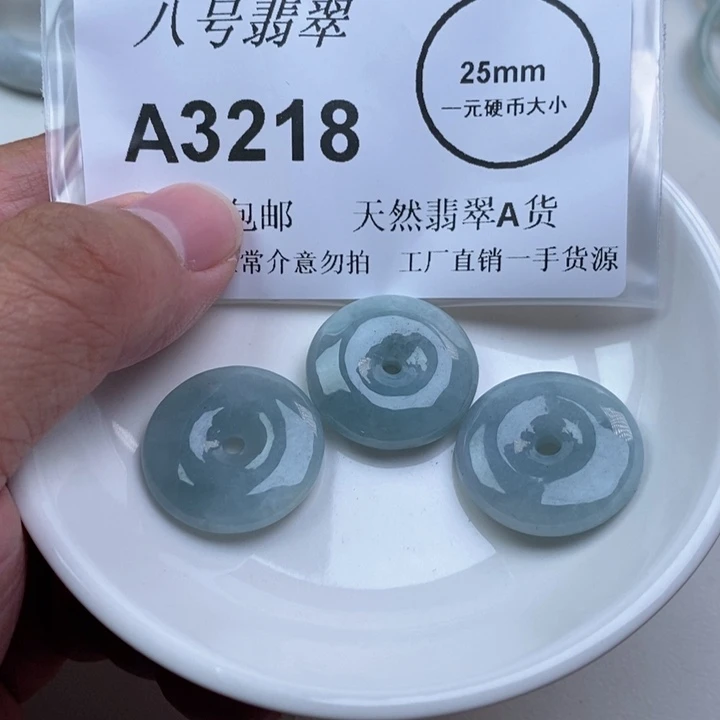 八号翡翠
25mm
一元硬币大小
A3218
包邮 天然翡翠A货
常介意勿拍 工厂直销一手货源